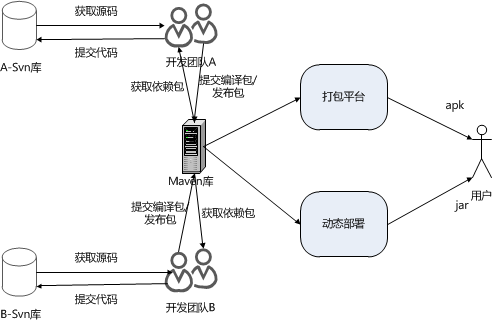 获取源码
提交代码
A-Svn库
开发团队A
获取依赖包
提交编译包/
发布包
打包平台
apk
Maven库
用户
提交编译包/
发布包
获取依赖包
动态部署
jar
获取源码
提交代码
B-Svn库
开发团队B